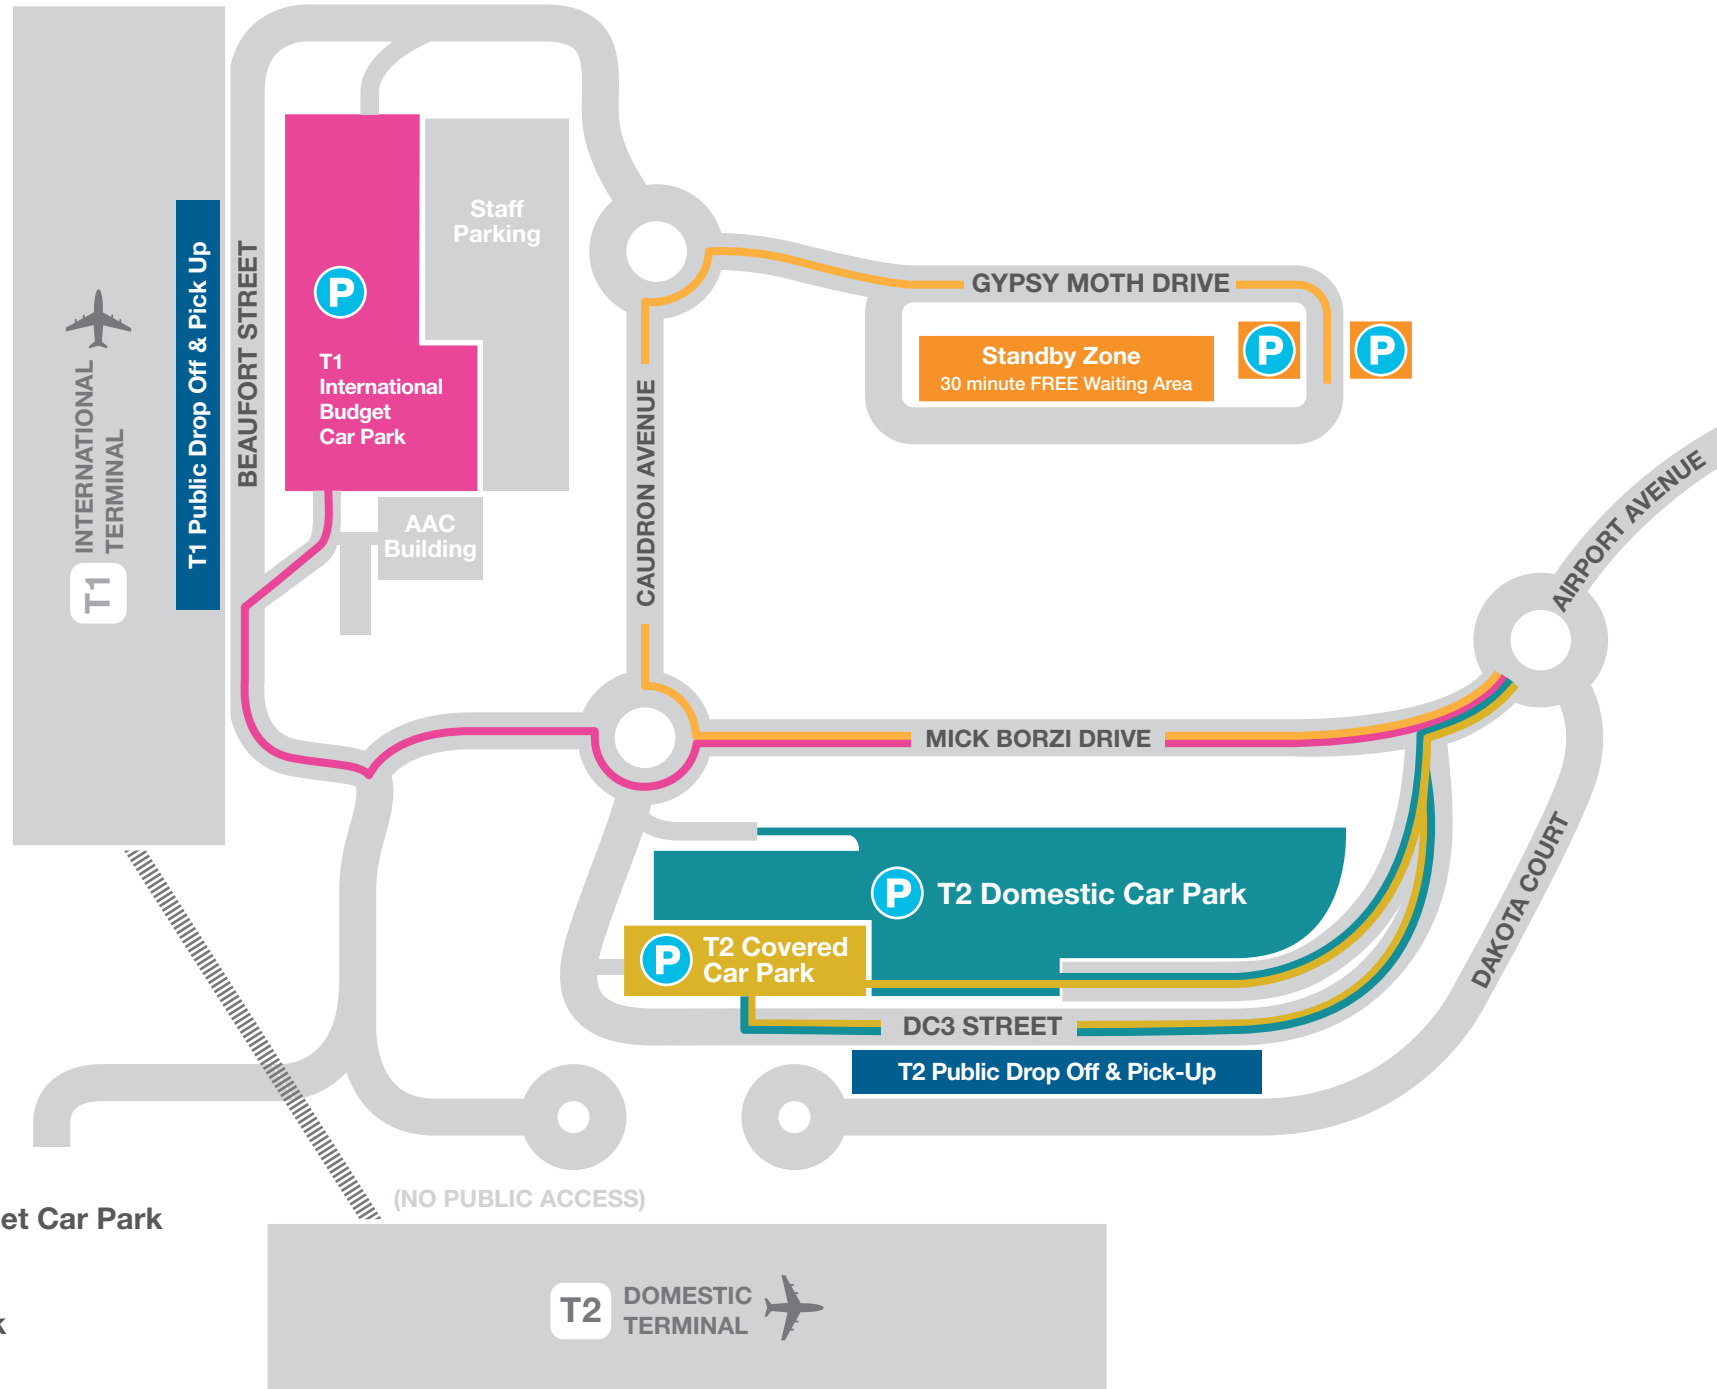 Staff
Parking
P
T1
International
Budget
Car Park
BEAUFORT STREET
T1 Public Drop Off & Pick Up
INTERNATIONAL
TERMINAL
T1
AAC
Building
CAUDRON AVENUE
GYPSY MOTH DRIVE
Standby Zone
30 minute FREE Waiting Area
P
P
AIRPORT AVENUE
MICK BORZI DRIVE
DAKOTA COURT
P T2 Domestic Car Park
P T2 Covered
Car Park
DC3 STREET
T2 Public Drop Off & Pick-Up
(NO PUBLIC ACCESS)
et Car Park
k
T2 DOMESTIC
TERMINAL